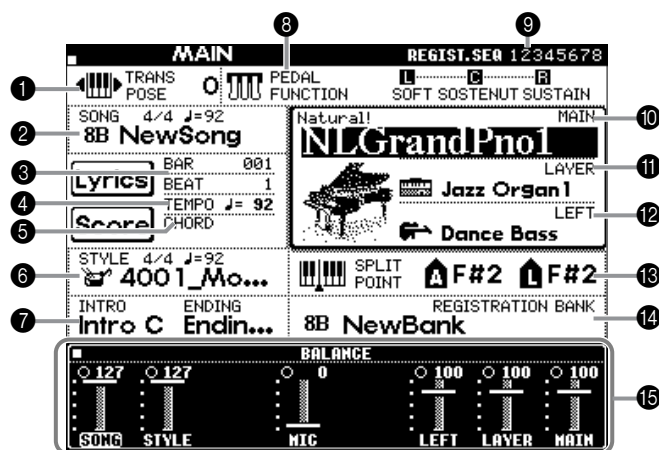 8
9
MAIN
REGIST.SEQ 12345678
1
TRANS
POSE
0
PEDAL
FUNCTION
L C R
SOFT SOSTENUT SUSTAIN
2
SONG 4/4 ♩=92
8B NewSong
Natural!
MAIN
10
NLGrandPno1
3
Lyrics
BAR 001
BEAT 1
LAYER
11
Jazz Organ1
4
TEMPO ♩= 92
5
Score
CHORD
LEFT
12
Dance Bass
6
STYLE 4/4 ♩=92
4001_Mo...
SPLIT
POINT
A F#2
L F#2
13
7
INTRO
ENDING
Intro C
Endin...
REGISTRATION BANK
14
8B NewBank
BALANCE
127 127 0 100 100 100
15
SONG STYLE MIC LEFT LAYER MAIN